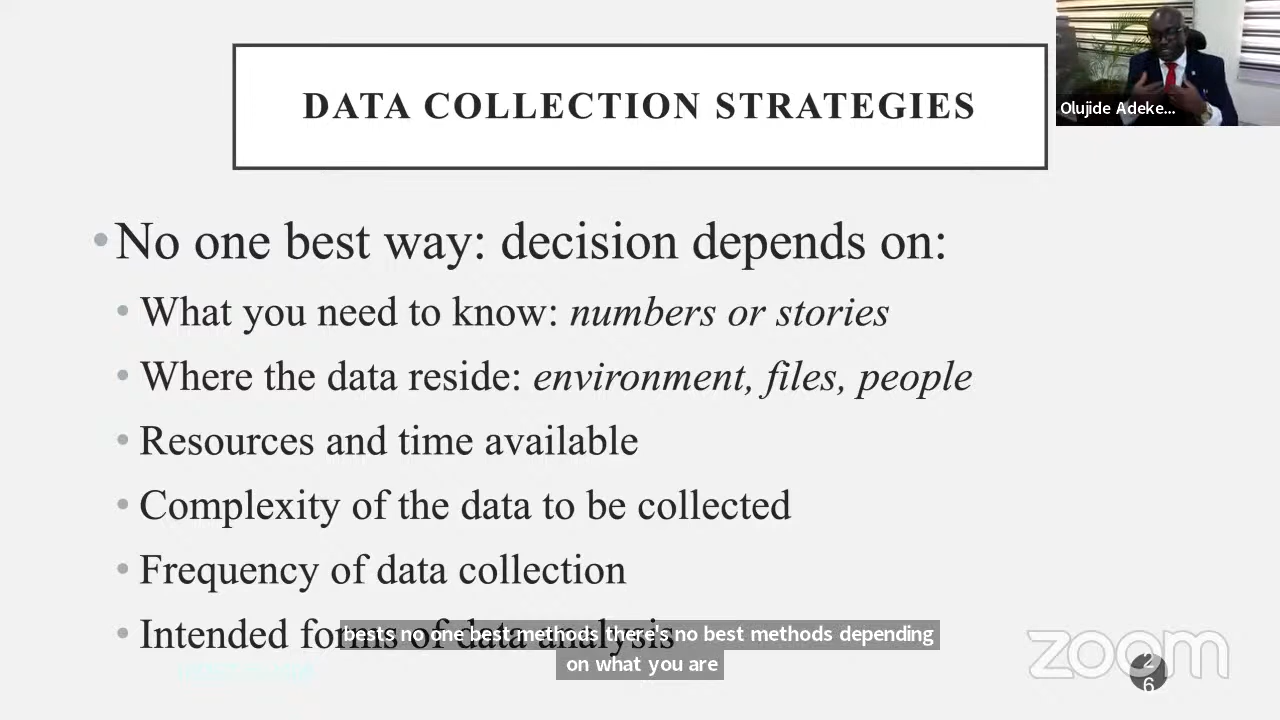 DATA COLLECTION STRATEGIES
Olujide Adeke...
• No one best way: decision depends on:
• What you need to know: numbers or stories
• Where the data reside: environment, files, people
• Resources and time available
• Complexity of the data to be collected
• Frequency of data collection
• Intended forms of data analysis
bests no one best methods there's no best methods depending
on what you are
zoom
2
6